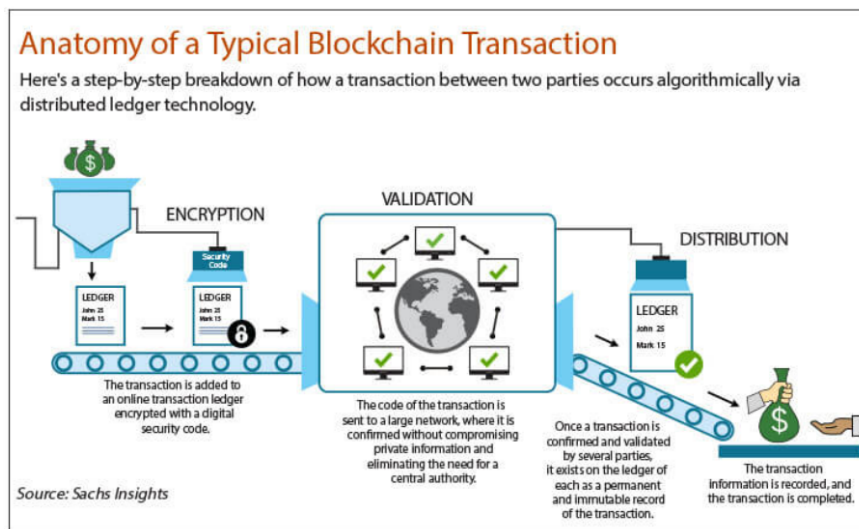 Anatomy of a Typical Blockchain Transaction
Here's a step-by-step breakdown of how a transaction between two parties occurs algorithmically via
distributed ledger technology.
$
ENCRYPTION
VALIDATION
DISTRIBUTION
Security
Code
LEDGER
John 25
Mark 15
LEDGER
John 25
Mark 15
LEDGER
John 25
Mark 15
$
The transaction is added to
an online transaction ledger
encrypted with a digital
security code.
The code of the transaction is
sent to a large network, where it is
confirmed without compromising
private information and
eliminating the need for a
central authority.
Once a transaction is
confirmed and validated
by several parties,
it exists on the ledger of
each as a permanent
and immutable record
of the transaction.
The transaction
information is recorded, and
the transaction is completed.
Source: Sachs Insights